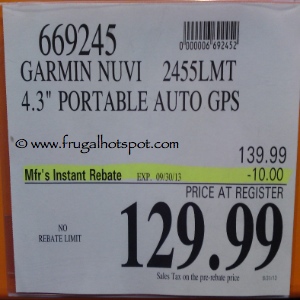 669245
000006692452
GARMIN NUVI 2455LMT
4.3" PORTABLE AUTO GPS
www.frugalhotspot.com
139.99
Mfr's Instant Rebate EXP. 09/30/13 -10.00
PRICE AT REGISTER
NO
REBATE LIMIT
129.99
Sales Tax on the pre-rebate price